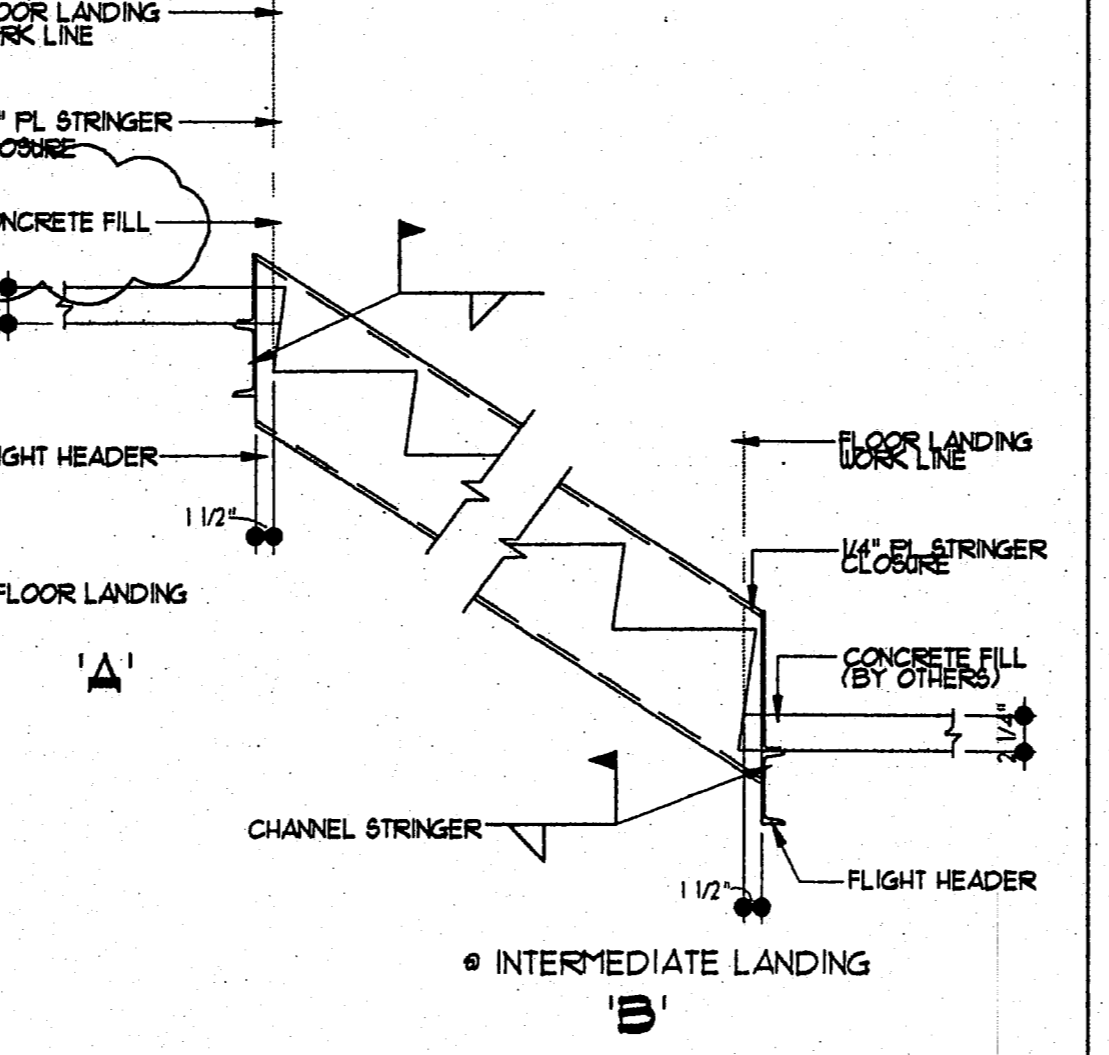 OOR LANDING
RK LINE
" PL STRINGER
OSURE
NCRETE FILL
IGHT HEADER
1 1/2"
FLOOR LANDING
'A'
FLOOR LANDING
WORK LINE
1/4" PL STRINGER
CLOSURE
CONCRETE FILL
(BY OTHERS)
2 1/4"
CHANNEL STRINGER
FLIGHT HEADER
1 1/2"
@ INTERMEDIATE LANDING
'B'